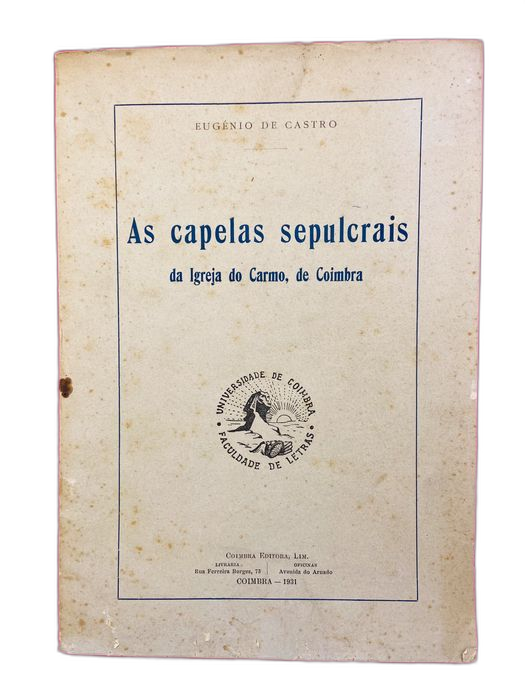 EUGÉNIO DE CASTRO
As capelas sepulcrais
da Igreja do Carmo, de Coimbra
· UNIVERSIDADE DE COIMBRA ·
FACULDADE DE LETRAS
COIMBRA EDITORA, LIM.
LIVRARIA OFICINAS
Rua Ferreira Borges, 73 Avenida do Arnado
COIMBRA — 1931